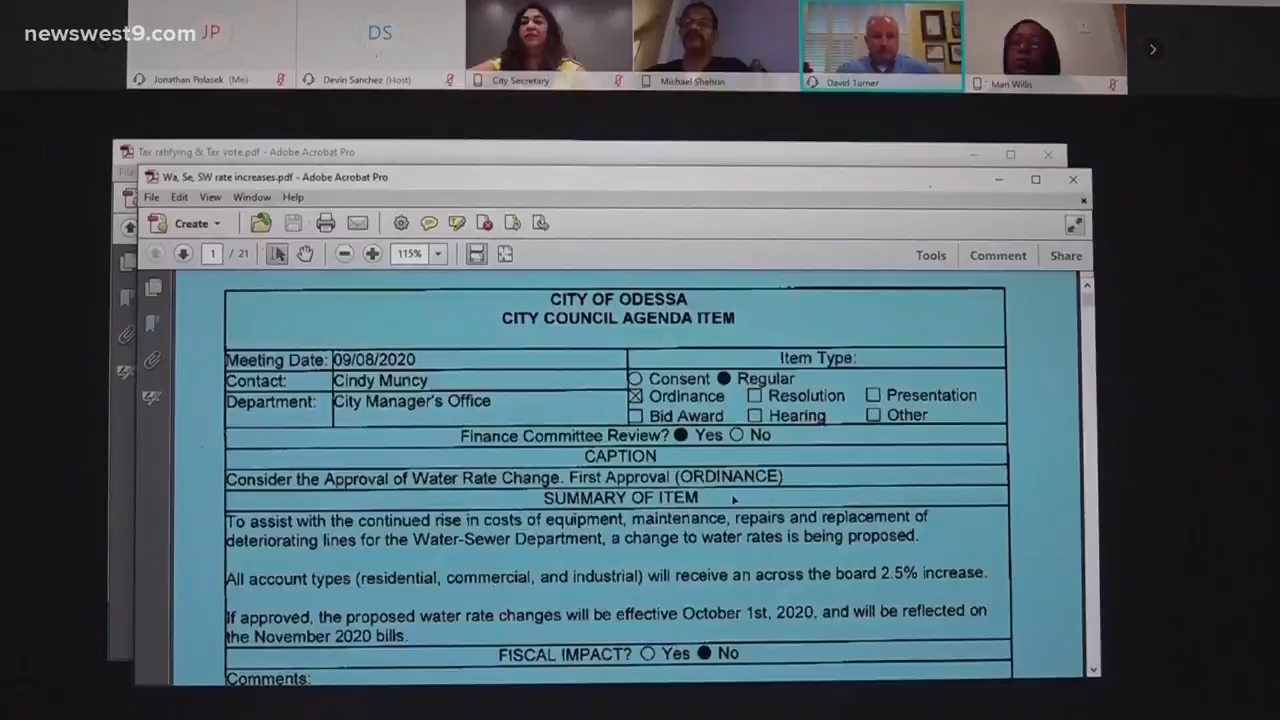 newswest9.com
JP
DS
Jonathan Polasek (Me)
Devin Sanchez (Host)
City Secretary
Michael Shelton
David Turner
Mari Willis
Tax ratifying & Tax vote.pdf - Adobe Acrobat Pro
File
Wa, Se, SW rate increases.pdf - Adobe Acrobat Pro
File Edit View Window Help
Create
1 / 21 115% Tools Comment Share
CITY OF ODESSA
CITY COUNCIL AGENDA ITEM
Meeting Date: 09/08/2020 Item Type:
Contact: Cindy Muncy Consent Regular
Department: City Manager's Office Ordinance Resolution Presentation
Bid Award Hearing Other
Finance Committee Review? Yes No
CAPTION
Consider the Approval of Water Rate Change. First Approval (ORDINANCE)
SUMMARY OF ITEM
To assist with the continued rise in costs of equipment, maintenance, repairs and replacement of
deteriorating lines for the Water-Sewer Department, a change to water rates is being proposed.
All account types (residential, commercial, and industrial) will receive an across the board 2.5% increase.
If approved, the proposed water rate changes will be effective October 1st, 2020, and will be reflected on
the November 2020 bills.
FISCAL IMPACT? Yes No
Comments: